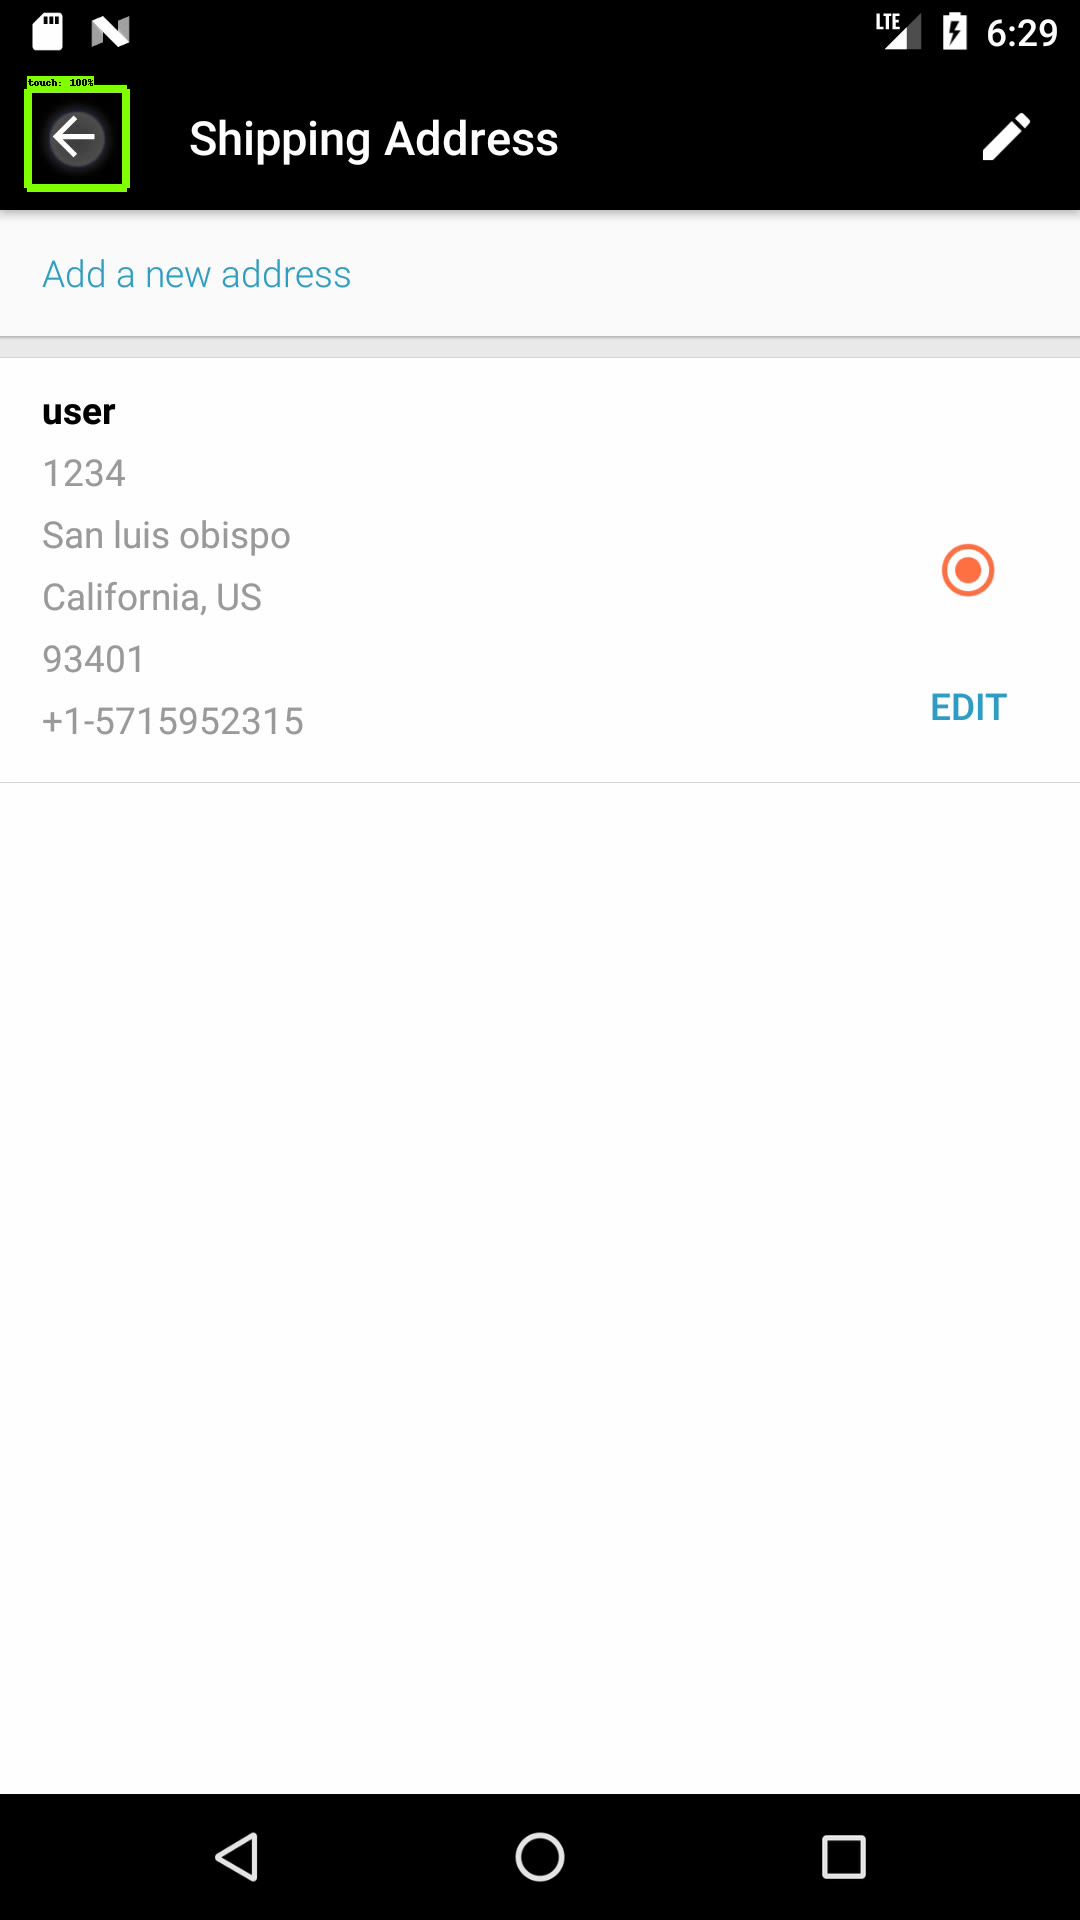 LTE
6:29
touch: 100%
Shipping Address
Add a new address
user
1234
San luis obispo
California, US
93401
+1-5715952315
EDIT